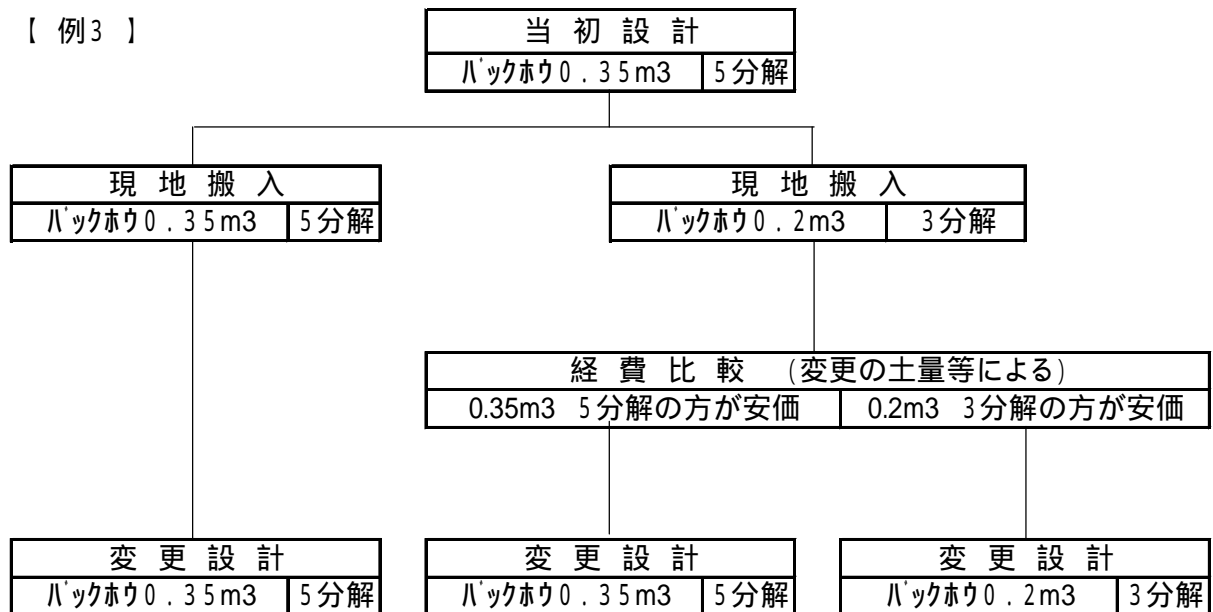 【 例3 】
当 初 設 計
ﾊﾞｯｸﾎｳ0．35m3 5分解
現 地 搬 入
ﾊﾞｯｸﾎｳ0．35m3 5分解
現 地 搬 入
ﾊﾞｯｸﾎｳ0．2m3 3分解
経 費 比 較 (変更の土量等による)
0.35m3 5分解の方が安価 0.2m3 3分解の方が安価
変 更 設 計
ﾊﾞｯｸﾎｳ0．35m3 5分解
変 更 設 計
ﾊﾞｯｸﾎｳ0．35m3 5分解
変 更 設 計
ﾊﾞｯｸﾎｳ0．2m3 3分解